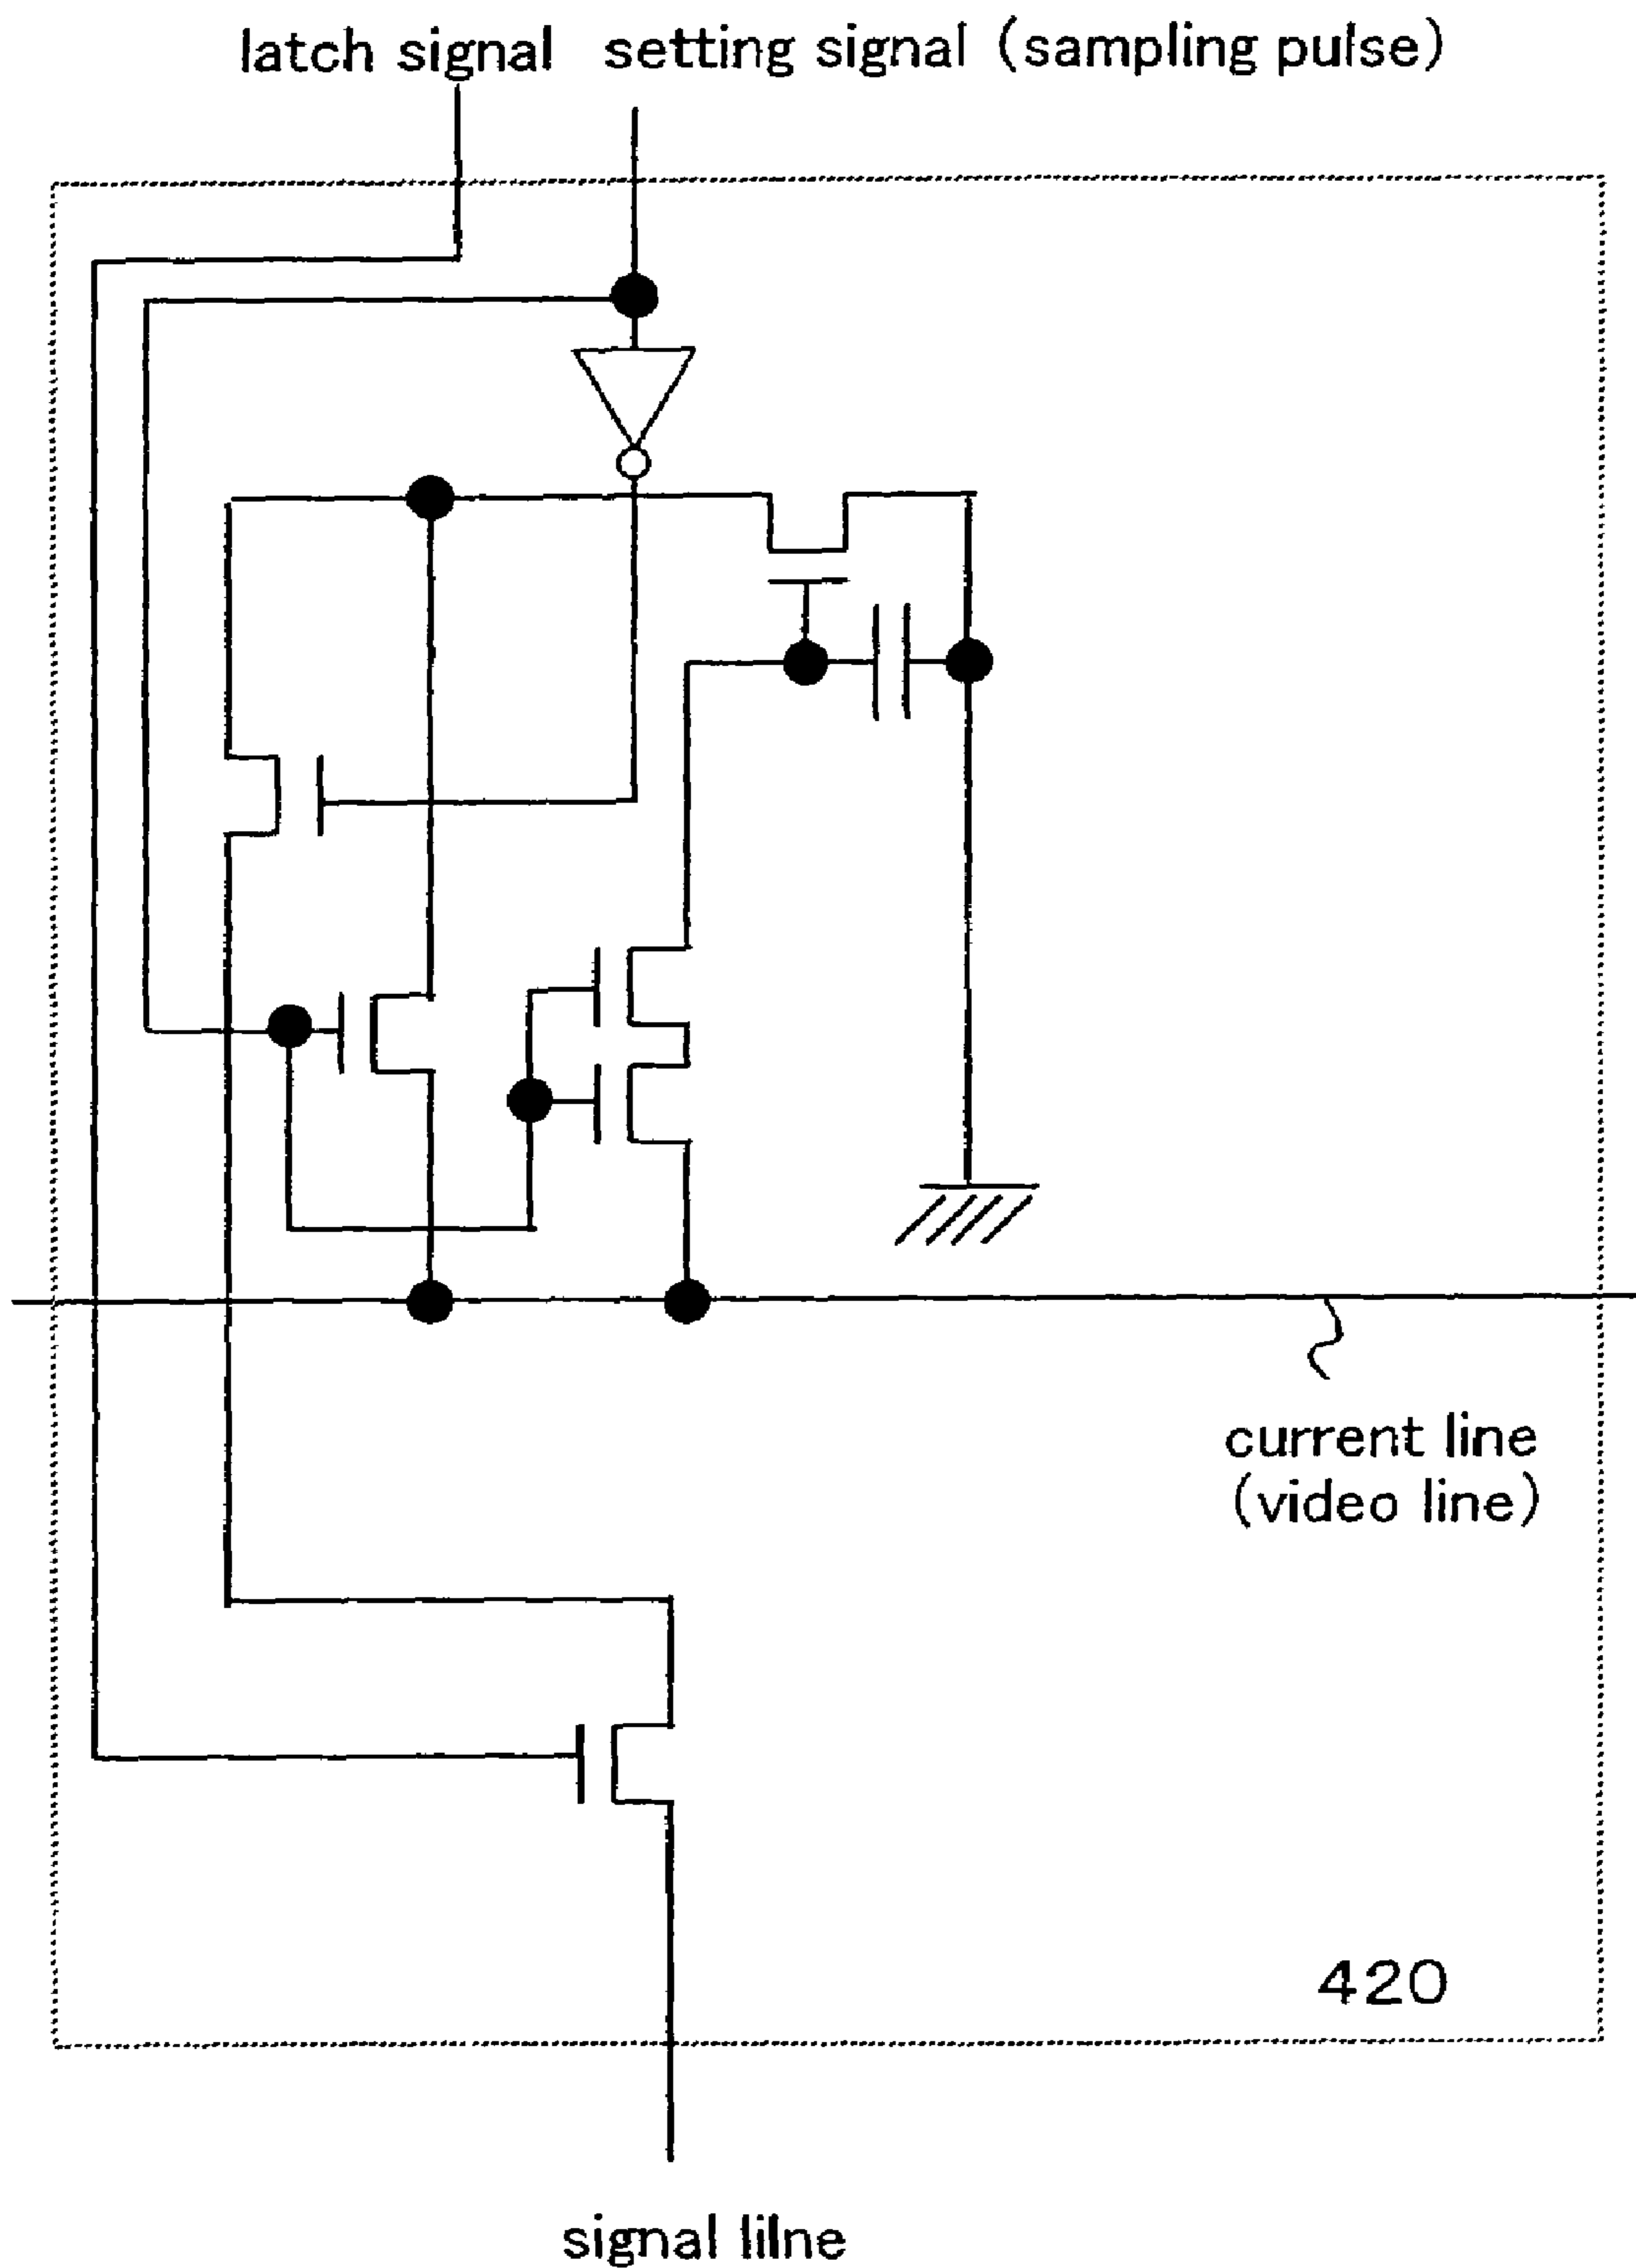 latch signal setting signal (sampling pulse)
current line
(video line)
420
signal lilne